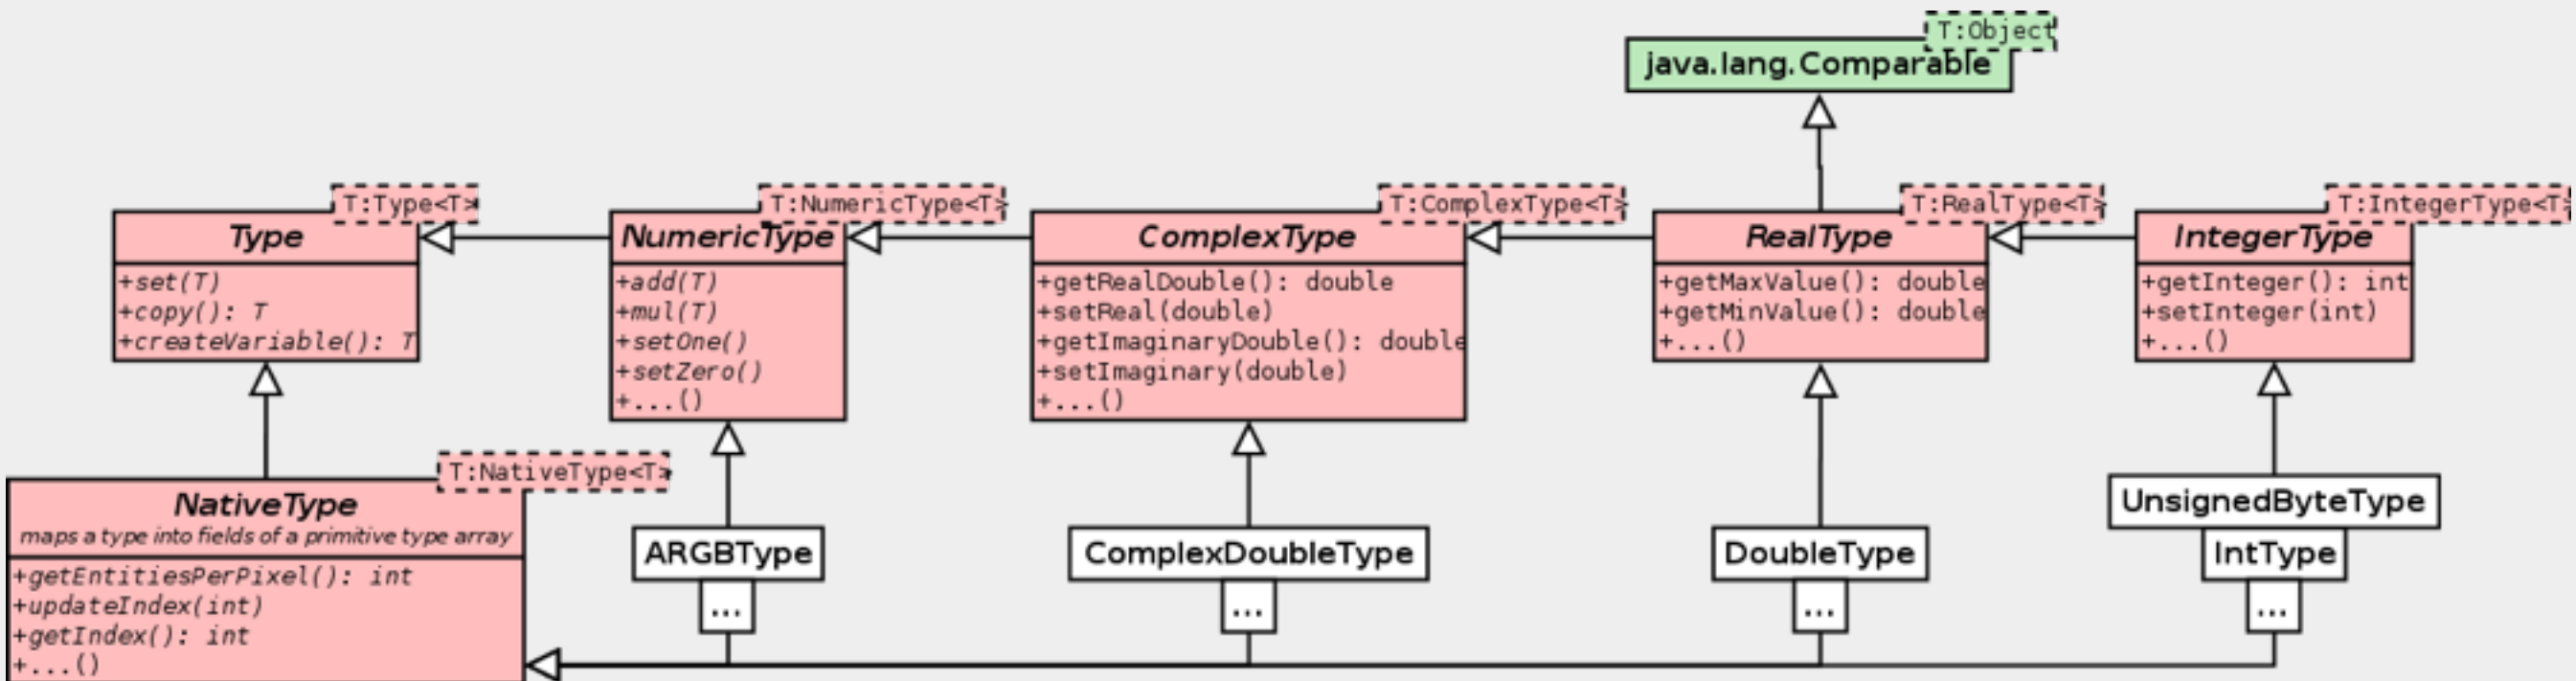 T:Object
java.lang.Comparable
T:Type<T>
Type
+set(T)
+copy(): T
+createVariable(): T
T:NumericType<T>
NumericType
+add(T)
+mul(T)
+setOne()
+setZero()
+...()
T:ComplexType<T>
ComplexType
+getRealDouble(): double
+setReal(double)
+getImaginaryDouble(): double
+setImaginary(double)
+...()
T:RealType<T>
RealType
+getMaxValue(): double
+getMinValue(): double
+...()
T:IntegerType<T>
IntegerType
+getInteger(): int
+setInteger(int)
+...()
T:NativeType<T>
NativeType
maps a type into fields of a primitive type array
+getEntitiesPerPixel(): int
+updateIndex(int)
+getIndex(): int
+...()
ARGBType
...
ComplexDoubleType
...
DoubleType
...
UnsignedByteType
IntType
...